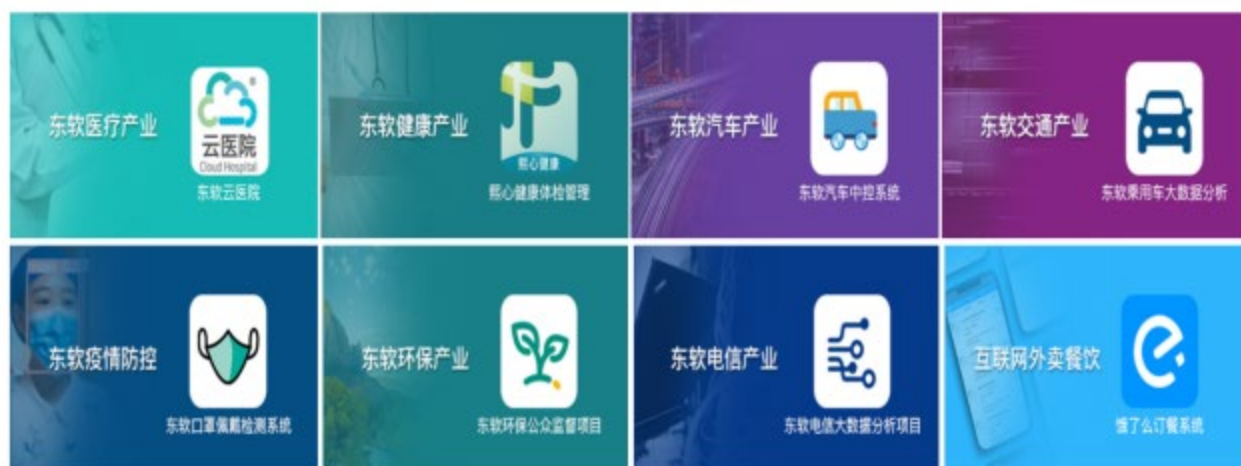 东软医疗产业
云医院
Cloud Hospital
东软云医院
东软健康产业
熙心健康
熙心健康体检管理
东软汽车产业
东软汽车中控系统
东软交通产业
东软乘用车大数据分析
东软疫情防控
东软口罩佩戴检测系统
东软环保产业
东软环保公众监督项目
东软电信产业
东软电信大数据分析项目
互联网外卖餐饮
饿了么订餐系统